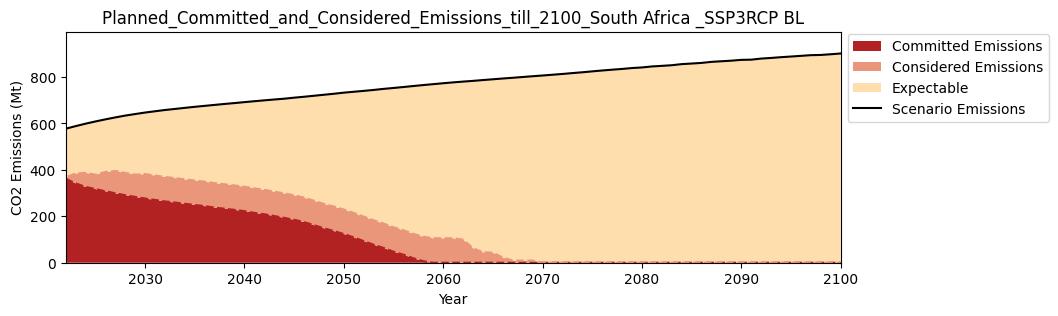 Planned_Committed_and_Considered_Emissions_till_2100_South Africa _SSP3RCP BL
Committed Emissions
Considered Emissions
Expectable
Scenario Emissions
CO2 Emissions (Mt)
800
600
400
200
0
2030 2040 2050 2060 2070 2080 2090 2100
Year